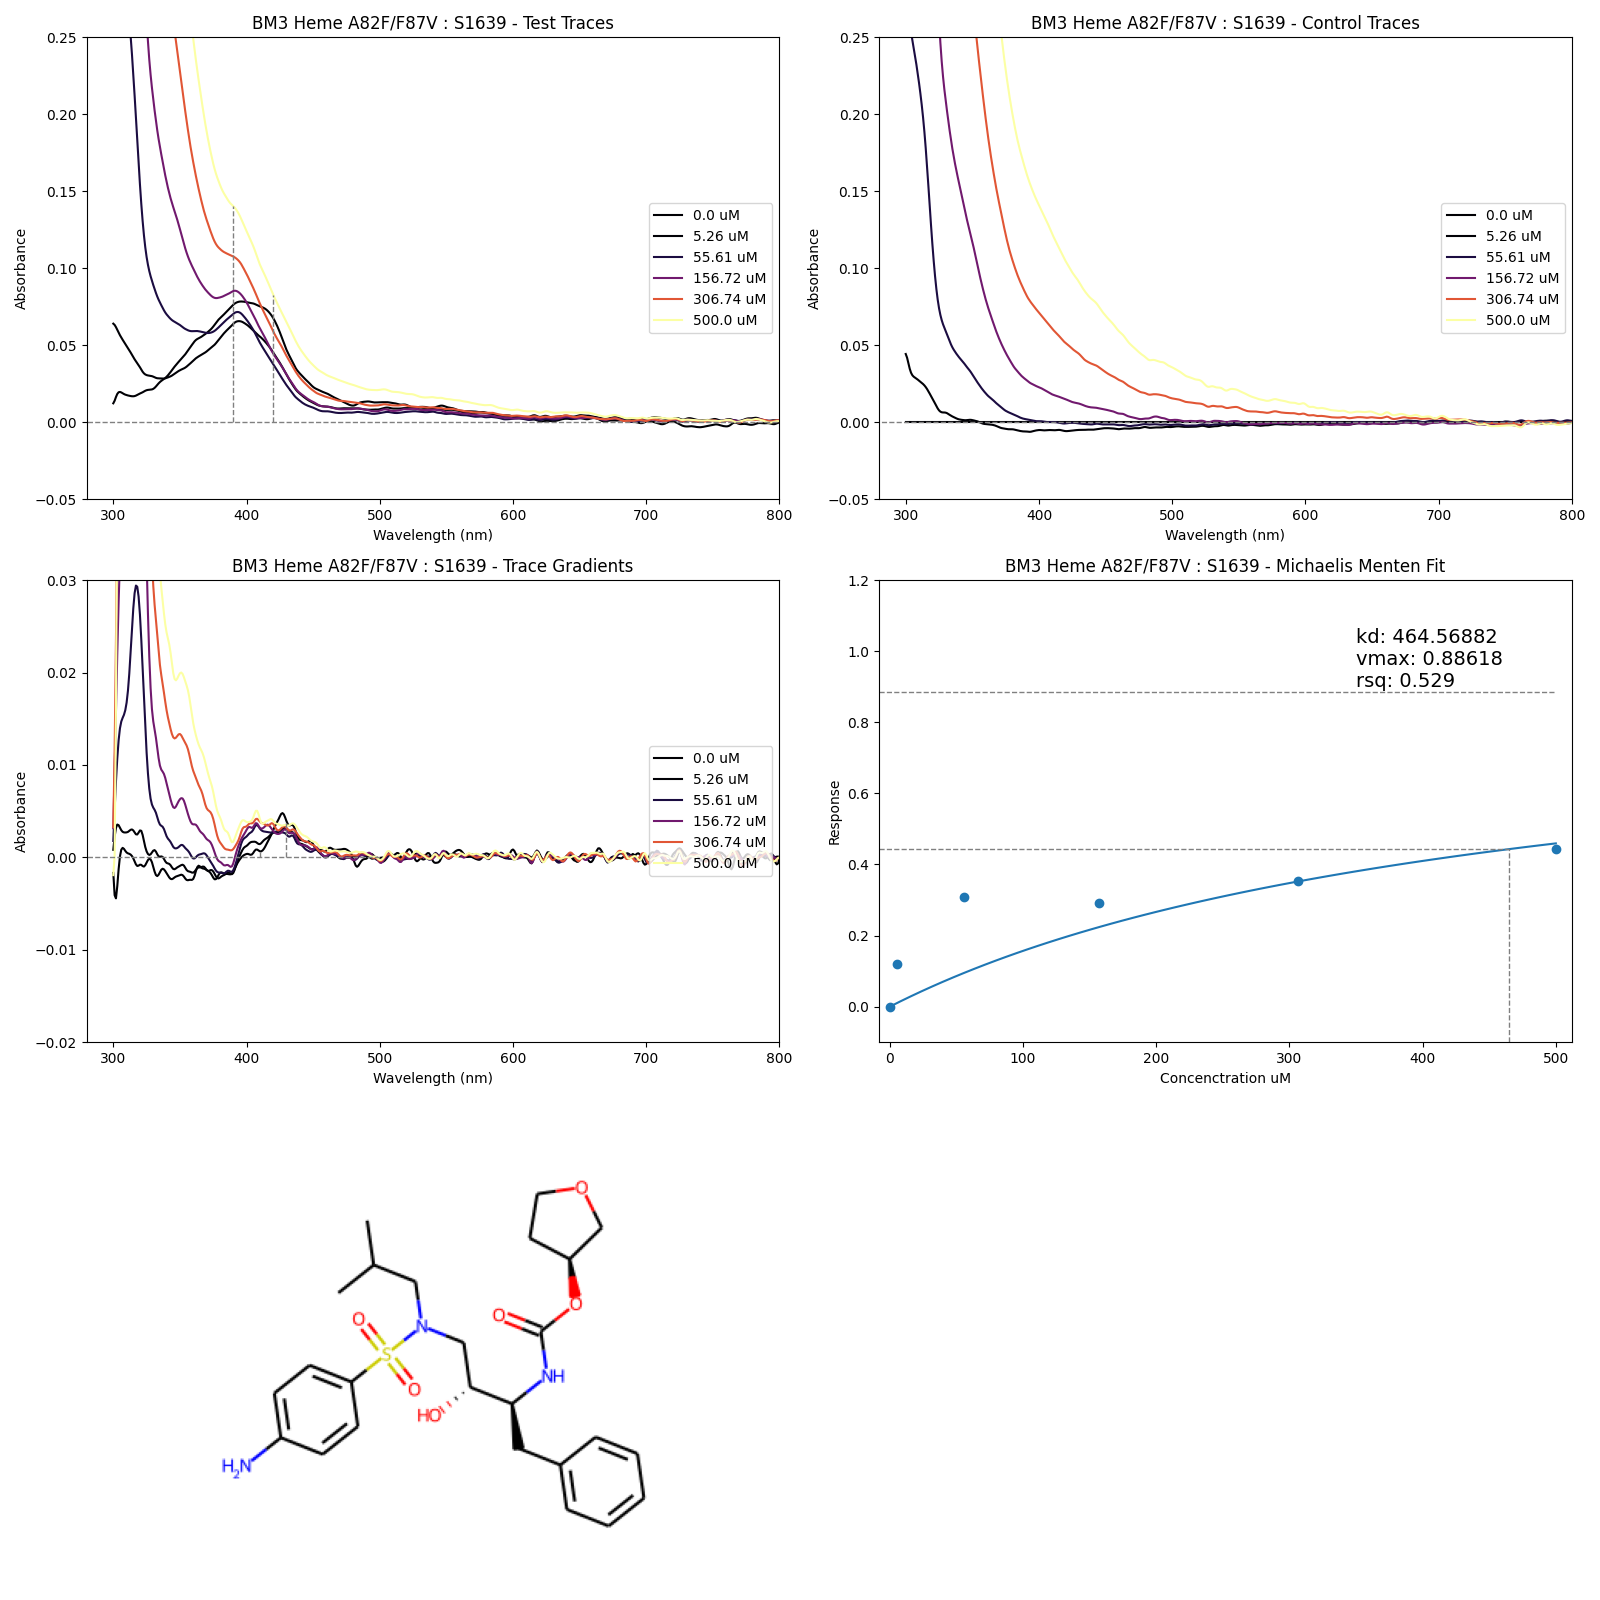 BM3 Heme A82F/F87V : S1639 - Test Traces
0.25
0.20
0.15
0.10
0.05
0.00
−0.05
Absorbance
300
400
500
600
700
800
Wavelength (nm)
0.0 uM
5.26 uM
55.61 uM
156.72 uM
306.74 uM
500.0 uM
BM3 Heme A82F/F87V : S1639 - Control Traces
0.25
0.20
0.15
0.10
0.05
0.00
−0.05
Absorbance
300
400
500
600
700
800
Wavelength (nm)
0.0 uM
5.26 uM
55.61 uM
156.72 uM
306.74 uM
500.0 uM
BM3 Heme A82F/F87V : S1639 - Trace Gradients
0.03
0.02
0.01
0.00
−0.01
−0.02
Absorbance
300
400
500
600
700
800
Wavelength (nm)
0.0 uM
5.26 uM
55.61 uM
156.72 uM
306.74 uM
500.0 uM
BM3 Heme A82F/F87V : S1639 - Michaelis Menten Fit
1.2
1.0
0.8
0.6
0.4
0.2
0.0
Response
kd: 464.56882
vmax: 0.88618
rsq: 0.529
0
100
200
300
400
500
Concenctration uM
O
O
O
O
N
S
NH
O
HO
H2N